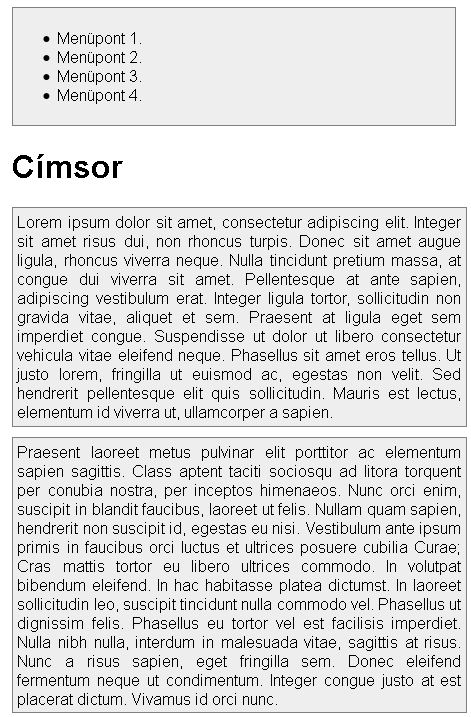 Menüpont 1.
Menüpont 2.
Menüpont 3.
Menüpont 4.
Címsor
Lorem ipsum dolor sit amet, consectetur adipiscing elit. Integer
sit amet risus dui, non rhoncus turpis. Donec sit amet augue
ligula, rhoncus viverra neque. Nulla tincidunt pretium massa, at
congue dui viverra sit amet. Pellentesque at ante sapien,
adipiscing vestibulum erat. Integer ligula tortor, sollicitudin non
gravida vitae, aliquet et sem. Praesent at ligula eget sem
imperdiet congue. Suspendisse ut dolor ut libero consectetur
vehicula vitae eleifend neque. Phasellus sit amet eros tellus. Ut
justo lorem, fringilla ut euismod ac, egestas non velit. Sed
hendrerit pellentesque elit quis sollicitudin. Mauris est lectus,
elementum id viverra ut, ullamcorper a sapien.
Praesent laoreet metus pulvinar elit porttitor ac elementum
sapien sagittis. Class aptent taciti sociosqu ad litora torquent
per conubia nostra, per inceptos himenaeos. Nunc orci enim,
suscipit in blandit faucibus, laoreet ut felis. Nullam quam sapien,
hendrerit non suscipit id, egestas eu nisi. Vestibulum ante ipsum
primis in faucibus orci luctus et ultrices posuere cubilia Curae;
Cras mattis tortor eu libero ultrices commodo. In volutpat
bibendum eleifend. In hac habitasse platea dictumst. In laoreet
sollicitudin leo, suscipit tincidunt nulla commodo vel. Phasellus ut
dignissim felis. Phasellus eu tortor vel est facilisis imperdiet.
Nulla nibh nulla, interdum in malesuada vitae, sagittis at risus.
Nunc a risus sapien, eget fringilla sem. Donec eleifend
fermentum neque ut condimentum. Integer congue justo at est
placerat dictum. Vivamus id orci nunc.